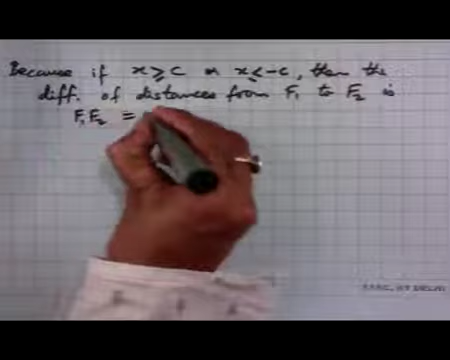 Because if x ≥ c or x ≤ -c, then the
diff. of distances from F₁ to F₂ is
F₁F₂ =